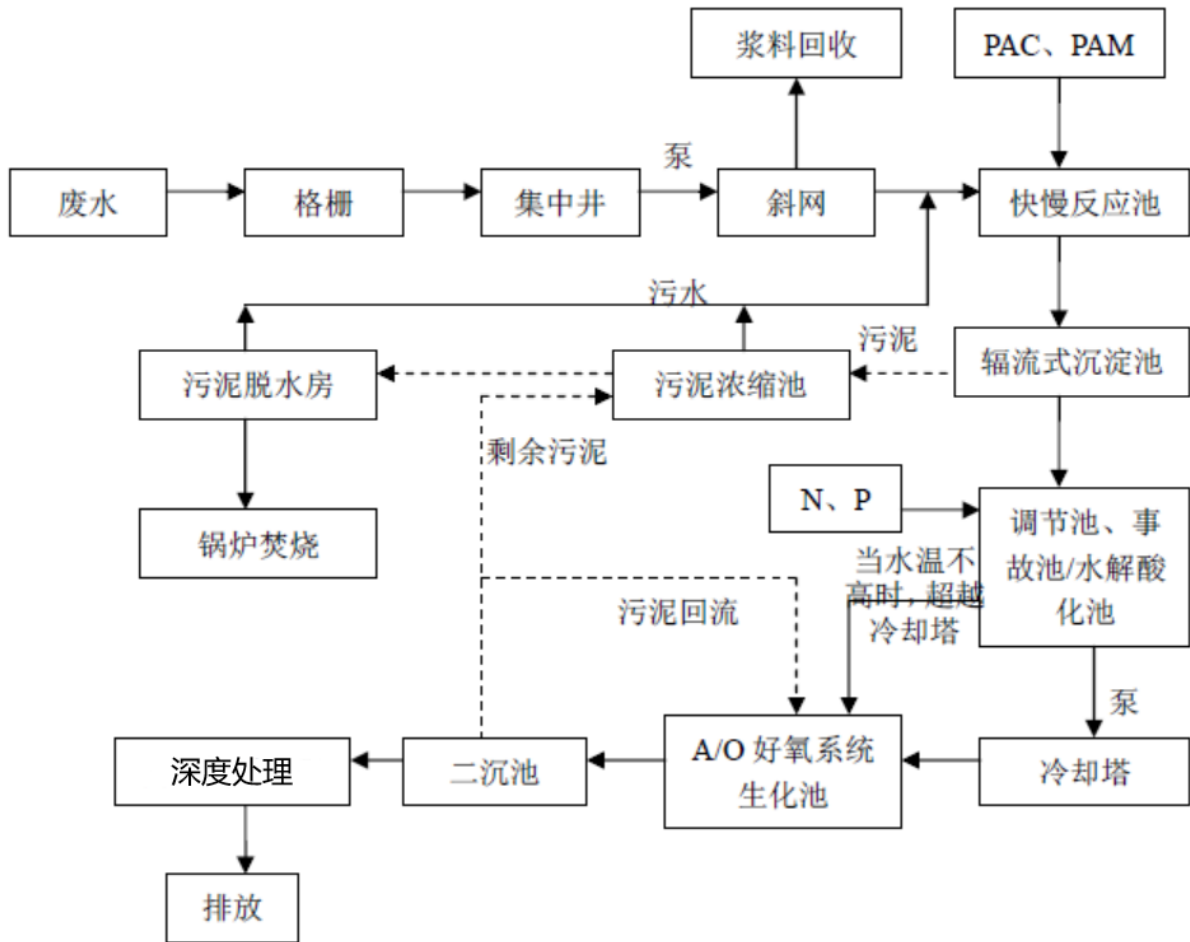 浆料回收
PAC、PAM
泵
废水
格栅
集中井
斜网
快慢反应池
污水
污泥
污泥脱水房
污泥浓缩池
辐流式沉淀池
剩余污泥
N、P
锅炉焚烧
调节池、事
故池/水解酸
化池
当水温不
高时，超越
冷却塔
污泥回流
泵
深度处理
二沉池
A/O 好氧系统
生化池
冷却塔
排放